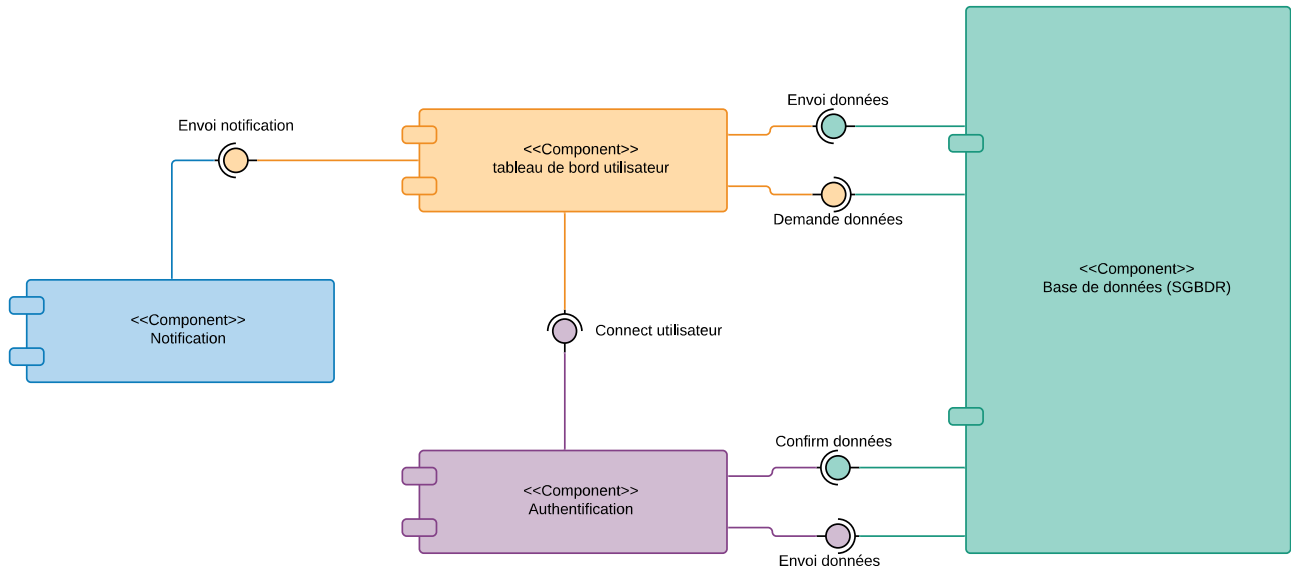 Envoi données
Envoi notification
<<Component>>
tableau de bord utilisateur
Demande données
<<Component>>
Base de données (SGBDR)
<<Component>>
Notification
Connect utilisateur
Confirm données
<<Component>>
Authentification
Envoi données